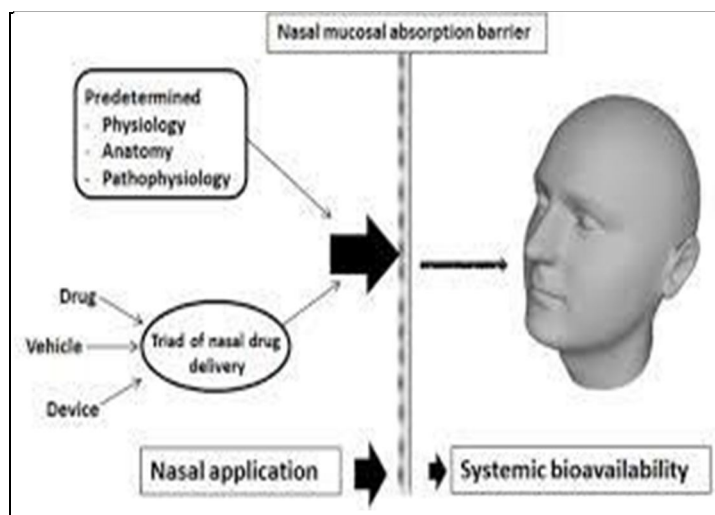 Nasal mucosal absorption barrier
Predetermined
- Physiology
- Anatomy
- Pathophysiology
Drug
Vehicle
Device
Triad of nasal drug
delivery
Nasal application
Systemic bioavailability